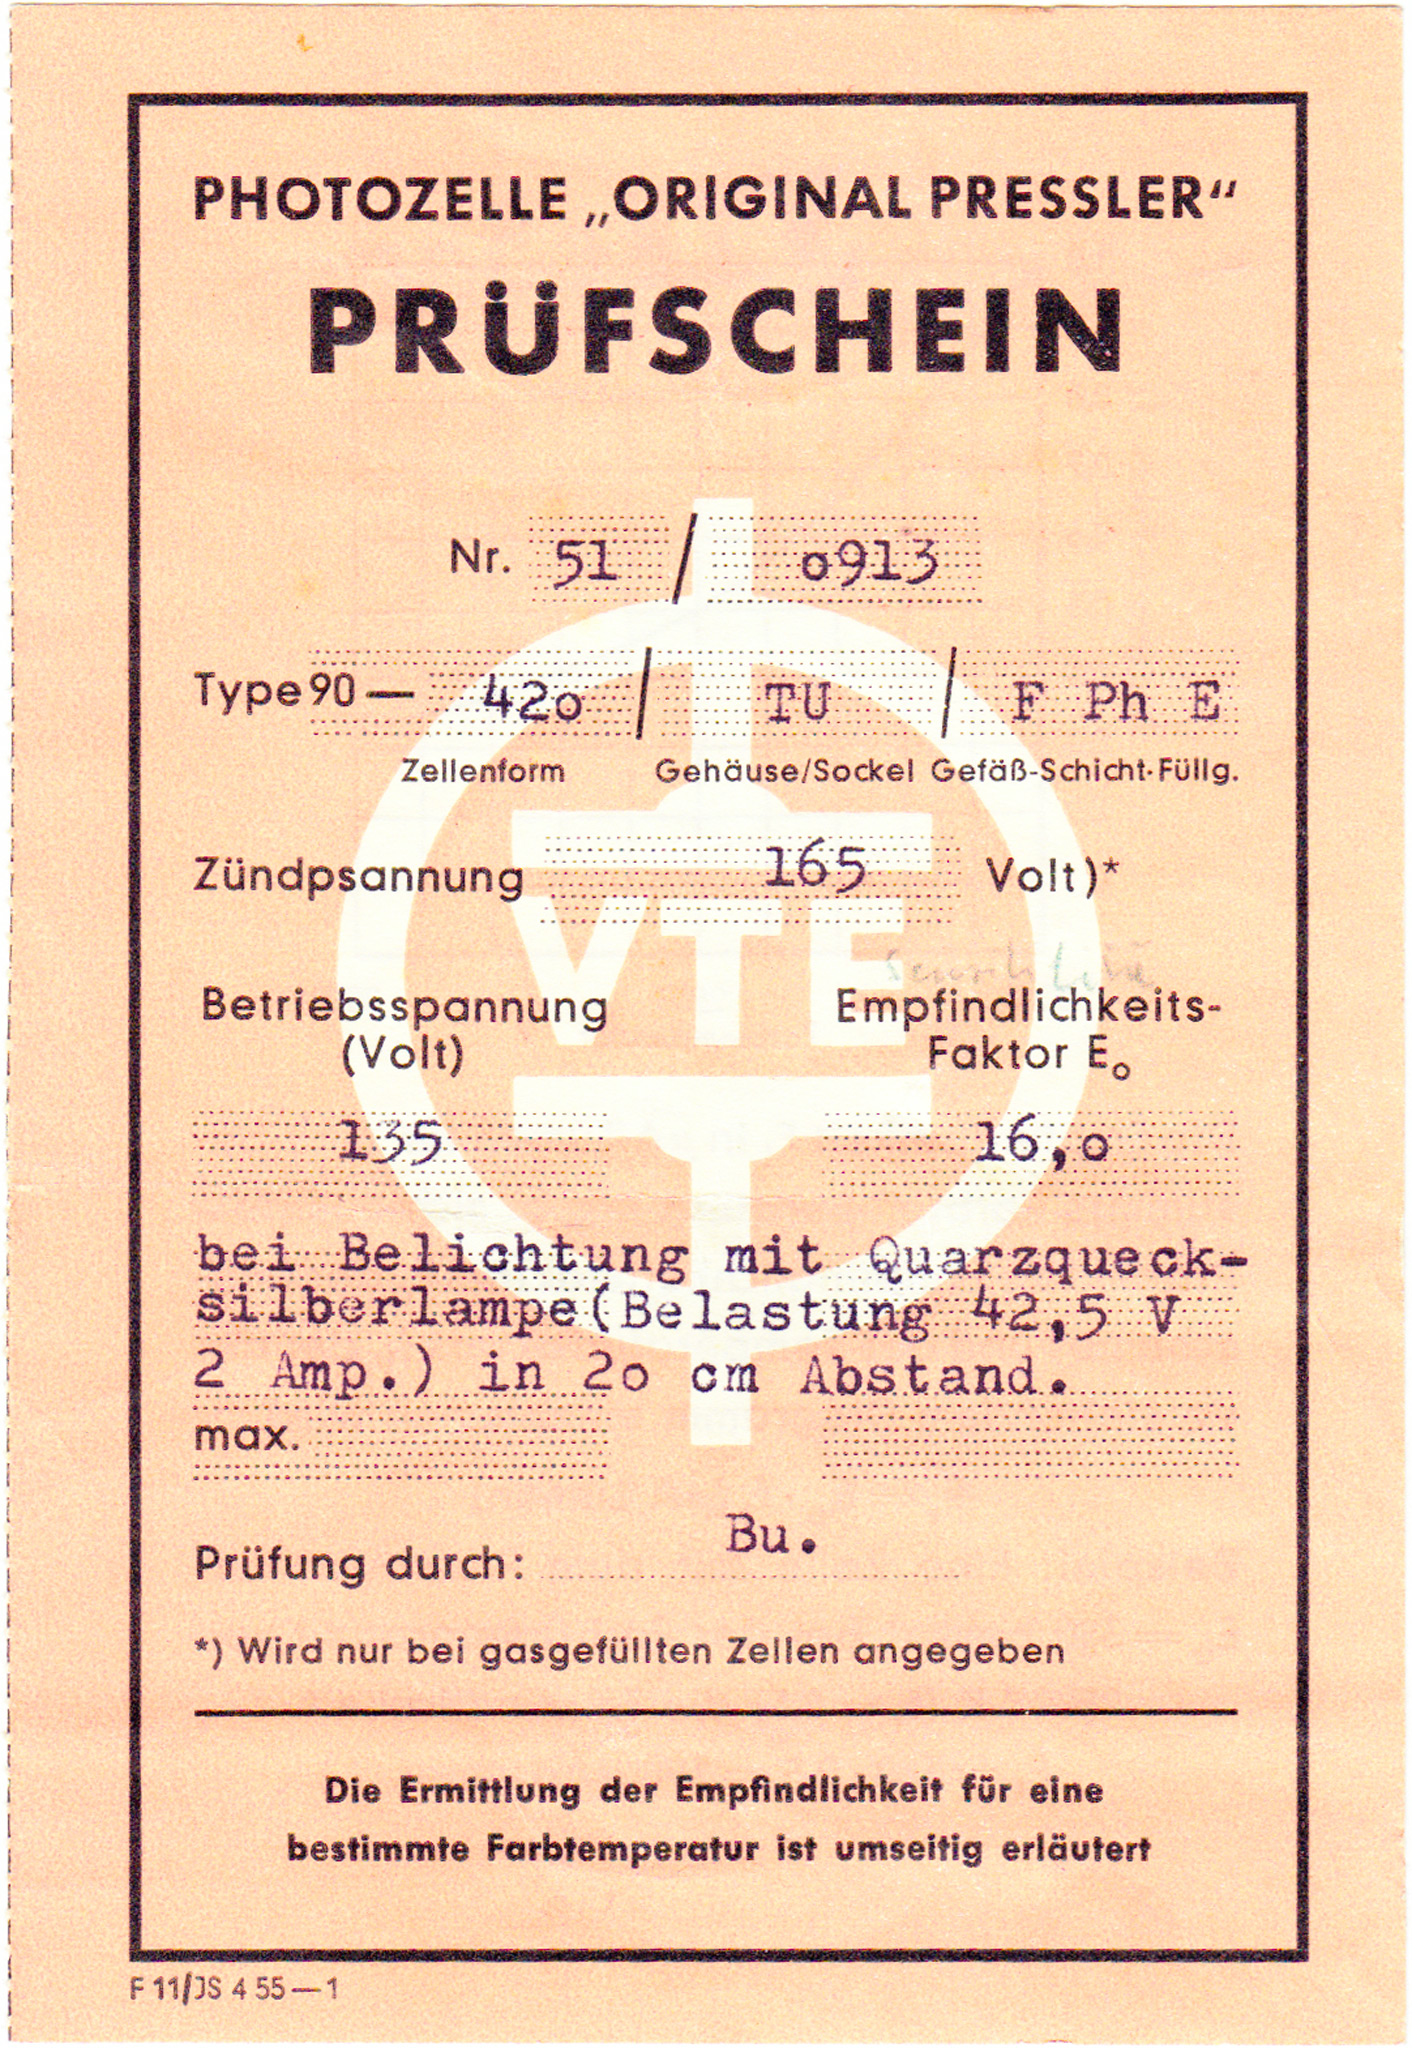 PHOTOZELLE „ORIGINAL PRESSLER“
PRÜFSCHEIN
Nr. 51 / o913
Type 90 — 42o / TU / F Ph E
Zellenform Gehäuse/Sockel Gefäß-Schicht-Füllg.
Zündpsannung 165 Volt)*
VTE
Betriebsspannung Empfindlichkeits-
(Volt) Faktor Eo
135 16,o
bei Belichtung mit Quarzqueck-
silberlampe(Belastung 42,5 V
2 Amp.) in 2o cm Abstand.
max.
Bu.
Prüfung durch:
*) Wird nur bei gasgefüllten Zellen angegeben
Die Ermittlung der Empfindlichkeit für eine
bestimmte Farbtemperatur ist umseitig erläutert
F 11/JS 4 55 — 1